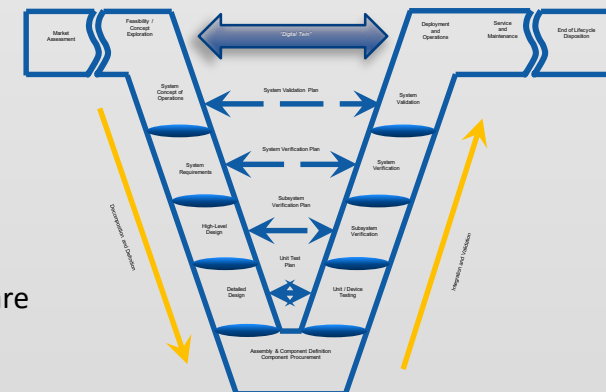 Market
Assessment
Feasibility /
Concept
Exploration
"Digital Twin"
Deployment
and
Operations
Service
and
Maintenance
End of Lifecycle
Disposition
System
Concept of
Operations
System Validation Plan
System
Validation
System
Requirements
System Verification Plan
System
Verification
High-Level
Design
Subsystem
Verification Plan
Subsystem
Verification
Detailed
Design
Unit Test
Plan
Unit / Device
Testing
Assembly & Component Definition
Component Procurement
Decomposition and Definition
Integration and Validation